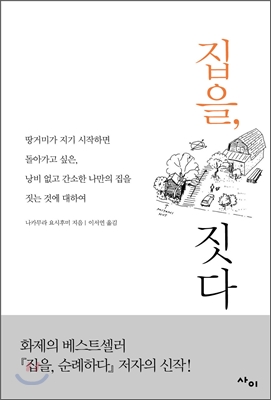 집을,
짓다
땅거미가 지기 시작하면
돌아가고 싶은,
낭비 없고 간소한 나만의 집을
짓는 것에 대하여
나카무라 요시후미 지음 | 이서연 옮김
화제의 베스트셀러
『집을, 순례하다』 저자의 신작!
사이